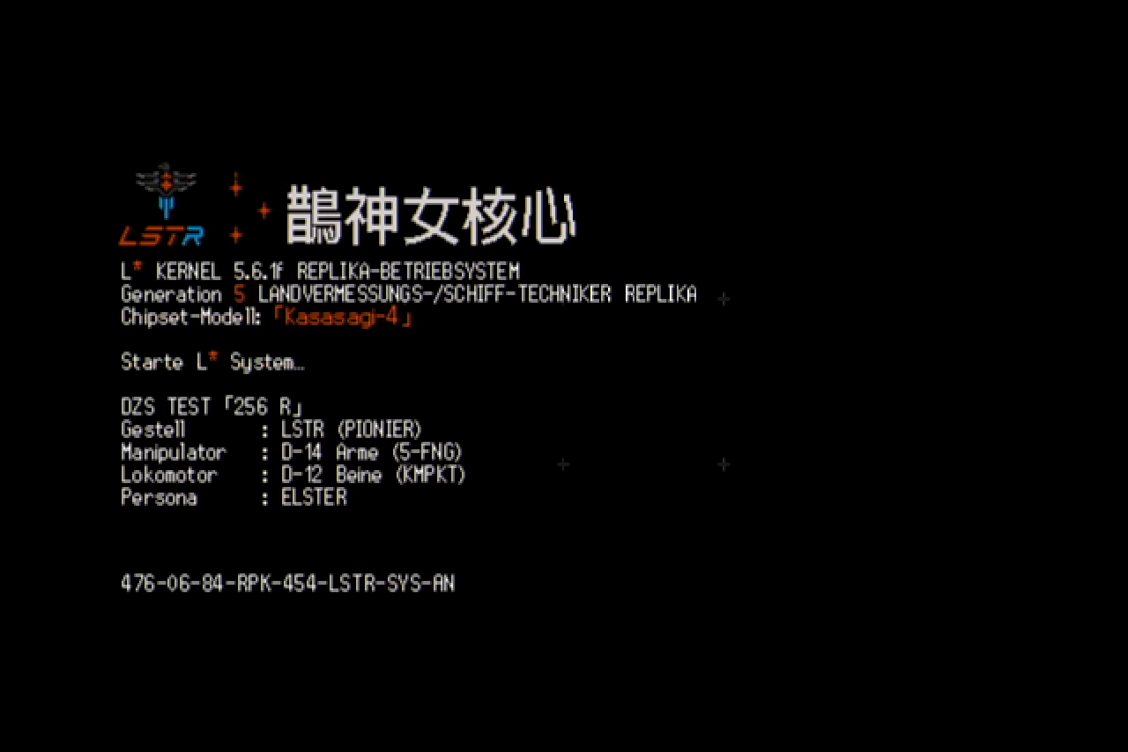 LSTR
鵲神女核心
L* KERNEL 5.6.1f REPLIKA-BETRIEBSYSTEM
Generation 5 LANDVERMESSUNGS-/SCHIFF-TECHNIKER REPLIKA
Chipset-Modell:「Kasasagi-4」
Starte L* System…
DZS TEST「256 R」
Gestell : LSTR (PIONIER)
Manipulator : D-14 Arme (5-FNG)
Lokomotor : D-12 Beine (KMPKT)
Persona : ELSTER
476-06-84-RPK-454-LSTR-SYS-AN